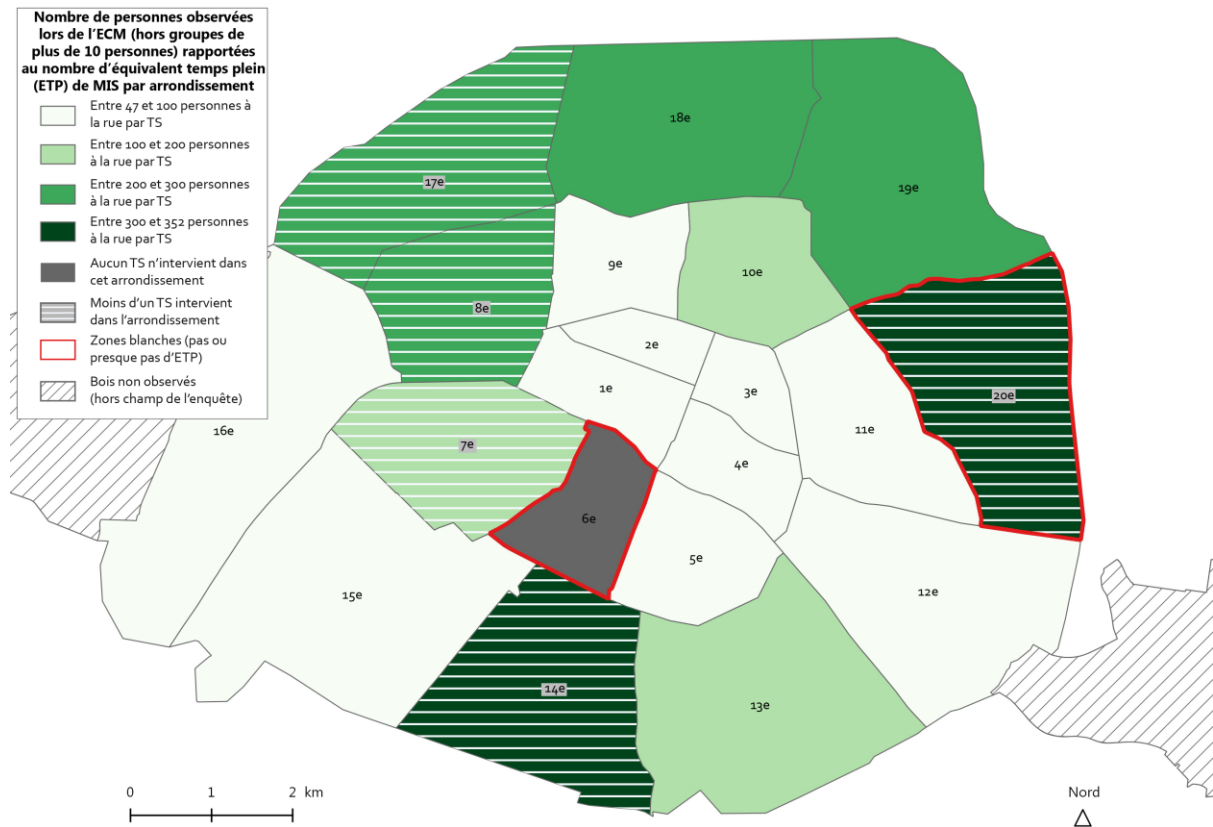 Nombre de personnes observées
lors de l'ECM (hors groupes de
plus de 10 personnes) rapportées
au nombre d'équivalent temps plein
(ETP) de MIS par arrondissement
Entre 47 et 100 personnes à
la rue par TS
Entre 100 et 200 personnes
à la rue par TS
Entre 200 et 300 personnes
à la rue par TS
Entre 300 et 352 personnes
à la rue par TS
Aucun TS n'intervient dans
cet arrondissement
Moins d'un TS intervient
dans l'arrondissement
Zones blanches (pas ou
presque pas d'ETP)
Bois non observés
(hors champ de l'enquête)
18e
17e
19e
9e
10e
8e
2e
1e
3e
20e
16e
7e
11e
4e
6e
5e
15e
12e
14e
13e
0 1 2 km
Nord